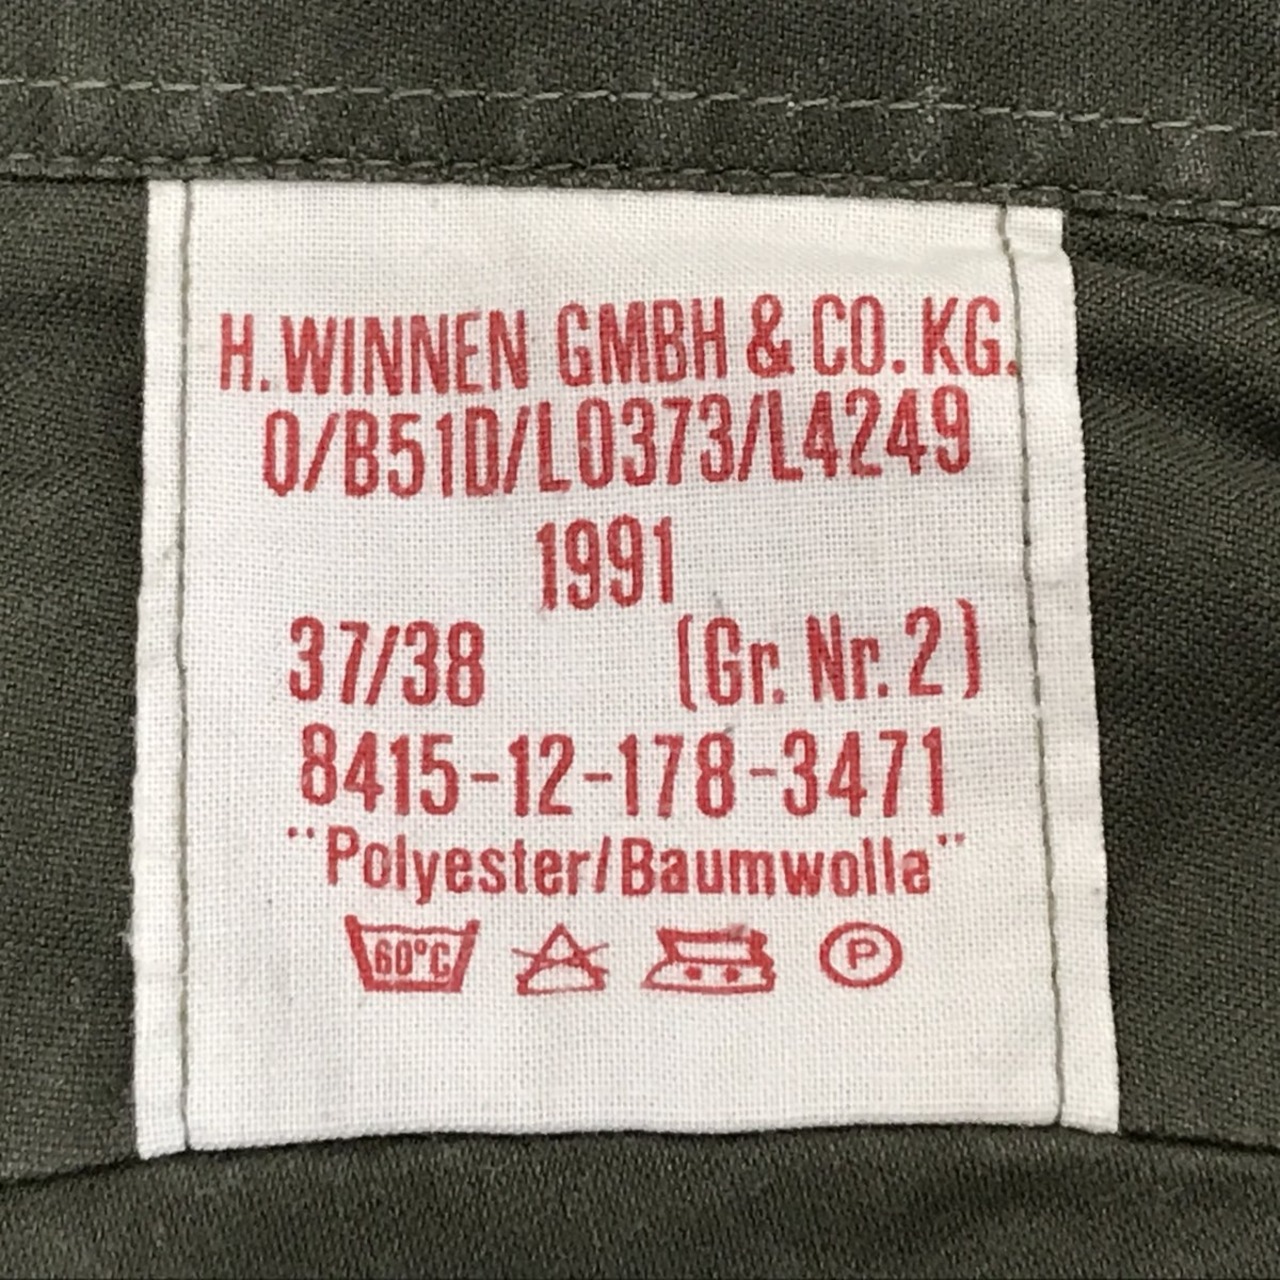 H. WINNEN GMBH & CO. KG.
0/B51D/L0373/L4249
1991
37/38 (Gr. Nr. 2)
8415-12-178-3471
"Polyester/Baumwolle"
60°C P